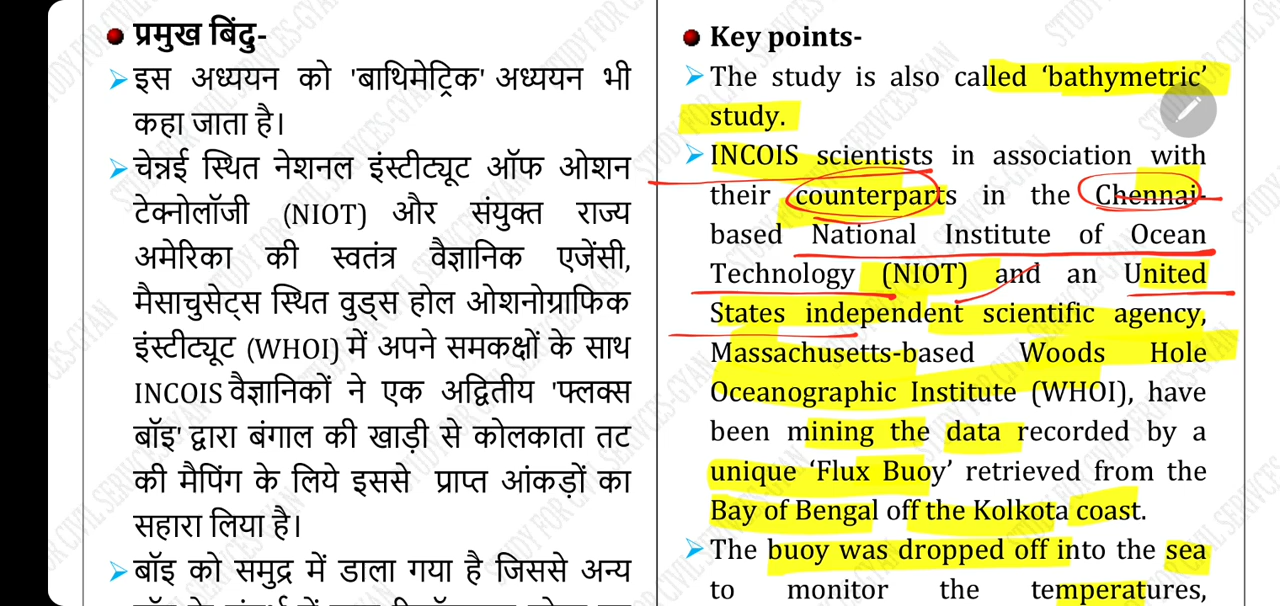 प्रमुख बिंदु-
इस अध्ययन को 'बाथिमेट्रिक' अध्ययन भी
कहा जाता है।
चेन्नई स्थित नेशनल इंस्टीट्यूट ऑफ ओशन
टेक्नोलॉजी (NIOT) और संयुक्त राज्य
अमेरिका की स्वतंत्र वैज्ञानिक एजेंसी,
मैसाचुसेट्स स्थित वुड्स होल ओशनोग्राफिक
इंस्टीट्यूट (WHOI) में अपने समकक्षों के साथ
INCOIS वैज्ञानिकों ने एक अद्वितीय 'फ्लक्स
बॉइ' द्वारा बंगाल की खाड़ी से कोलकाता तट
की मैपिंग के लिये इससे प्राप्त आंकड़ों का
सहारा लिया है।
बॉइ को समुद्र में डाला गया है जिससे अन्य
Key points-
The study is also called ‘bathymetric’
study.
INCOIS scientists in association with
their counterparts in the Chennai-
based National Institute of Ocean
Technology (NIOT) and an United
States independent scientific agency,
Massachusetts-based Woods Hole
Oceanographic Institute (WHOI), have
been mining the data recorded by a
unique ‘Flux Buoy’ retrieved from the
Bay of Bengal off the Kolkota coast.
The buoy was dropped off into the sea
to monitor the temperatures,